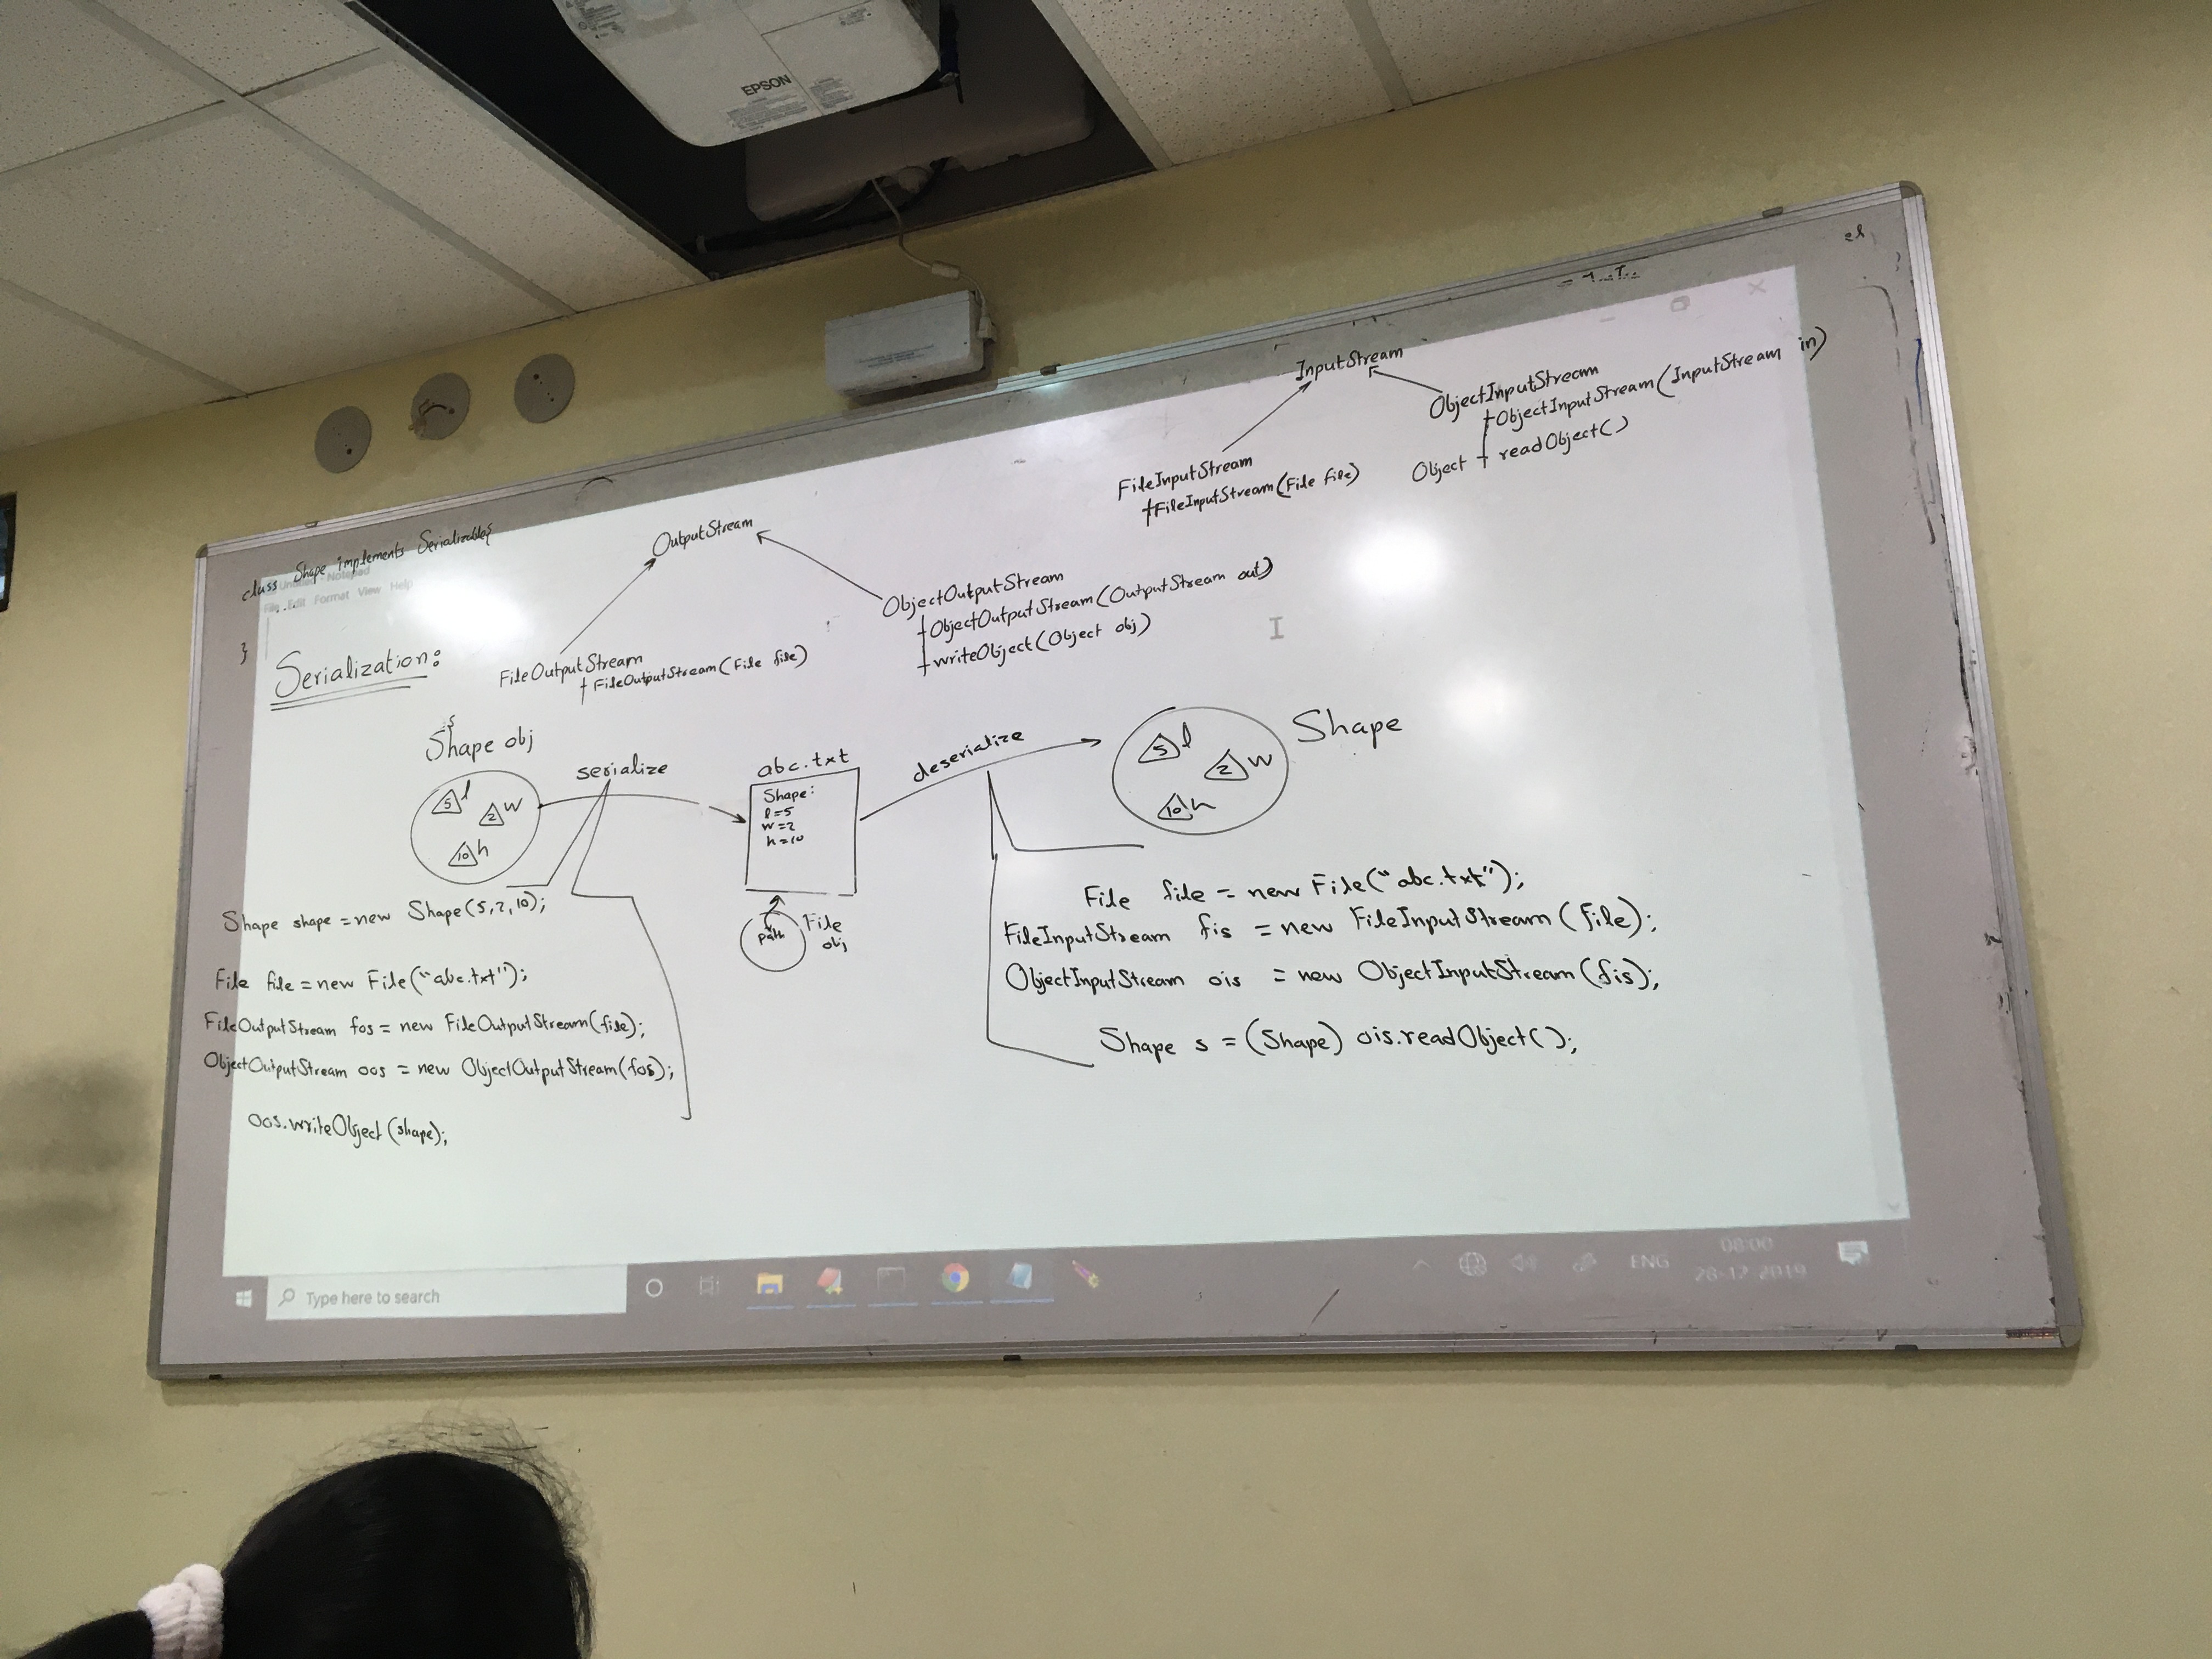 EPSON
InputStream
ObjectInputStream
+ObjectInputStream(InputStream in)
Object + readObject()
FileInputStream
+FileInputStream(File file)
class Shape implements Serializable{
...
}
Untitled - Notepad
File Edit Format View Help
Serialization:
OutputStream
FileOutputStream
+ FileOutputStream(File file)
ObjectOutputStream
+ObjectOutputStream(OutputStream out)
+writeObject(Object obj)
s
Shape obj
5 l
2 w
10 h
serialize
abc.txt
Shape:
l=5
w=2
h=10
path
File
obj
deserialize
Shape
5 l
2 w
10 h
Shape shape = new Shape(5,2,10);
File file = new File("abc.txt");
FileOutputStream fos = new FileOutputStream(file);
ObjectOutputStream oos = new ObjectOutputStream(fos);
oos.writeObject(shape);
File file = new File("abc.txt");
FileInputStream fis = new FileInputStream(file);
ObjectInputStream ois = new ObjectInputStream(fis);
Shape s = (Shape) ois.readObject();
Type here to search
ENG
08:00
28-12-2019